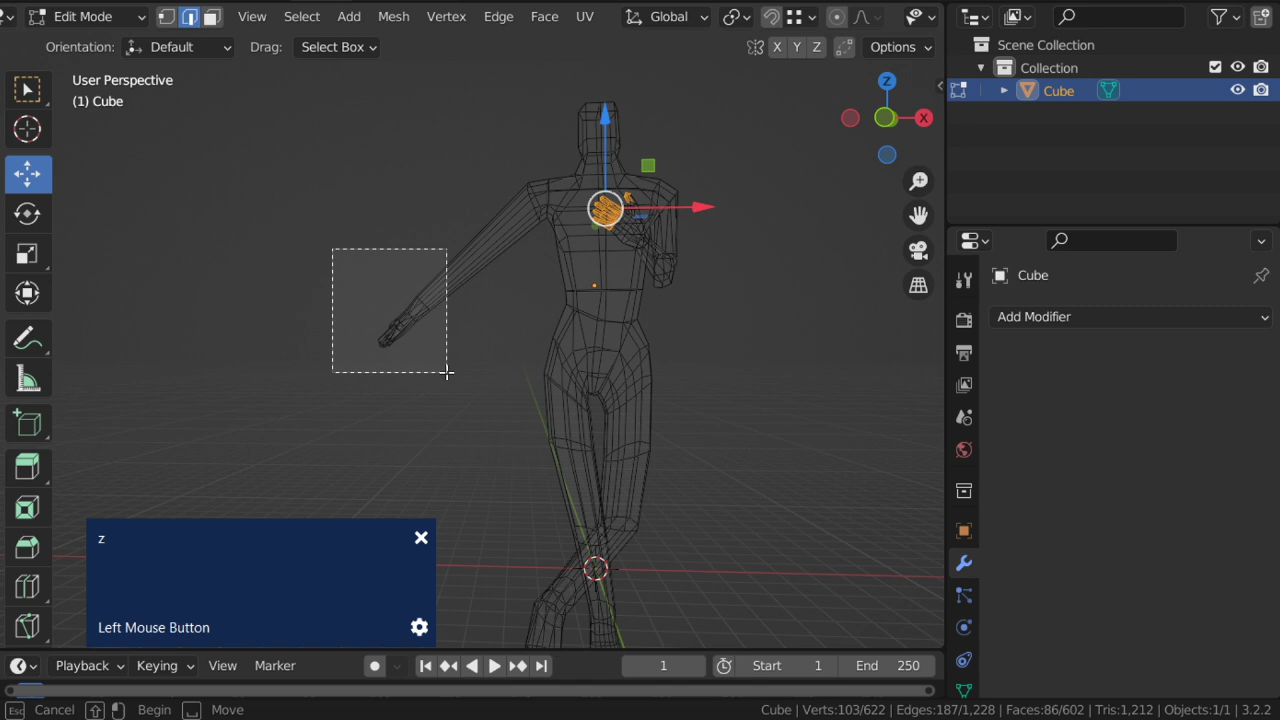 Edit Mode View Select Add Mesh Vertex Edge Face UV Global
Orientation: Default Drag: Select Box X Y Z Options
User Perspective
(1) Cube
Z
X
Scene Collection
Collection
Cube
Cube
Add Modifier
z
Left Mouse Button
Playback Keying View Marker 1 Start 1 End 250
Esc Cancel Begin Move Cube | Verts:103/622 | Edges:187/1,228 | Faces:86/602 | Tris:1,212 | Objects:1/1 | 3.2.2